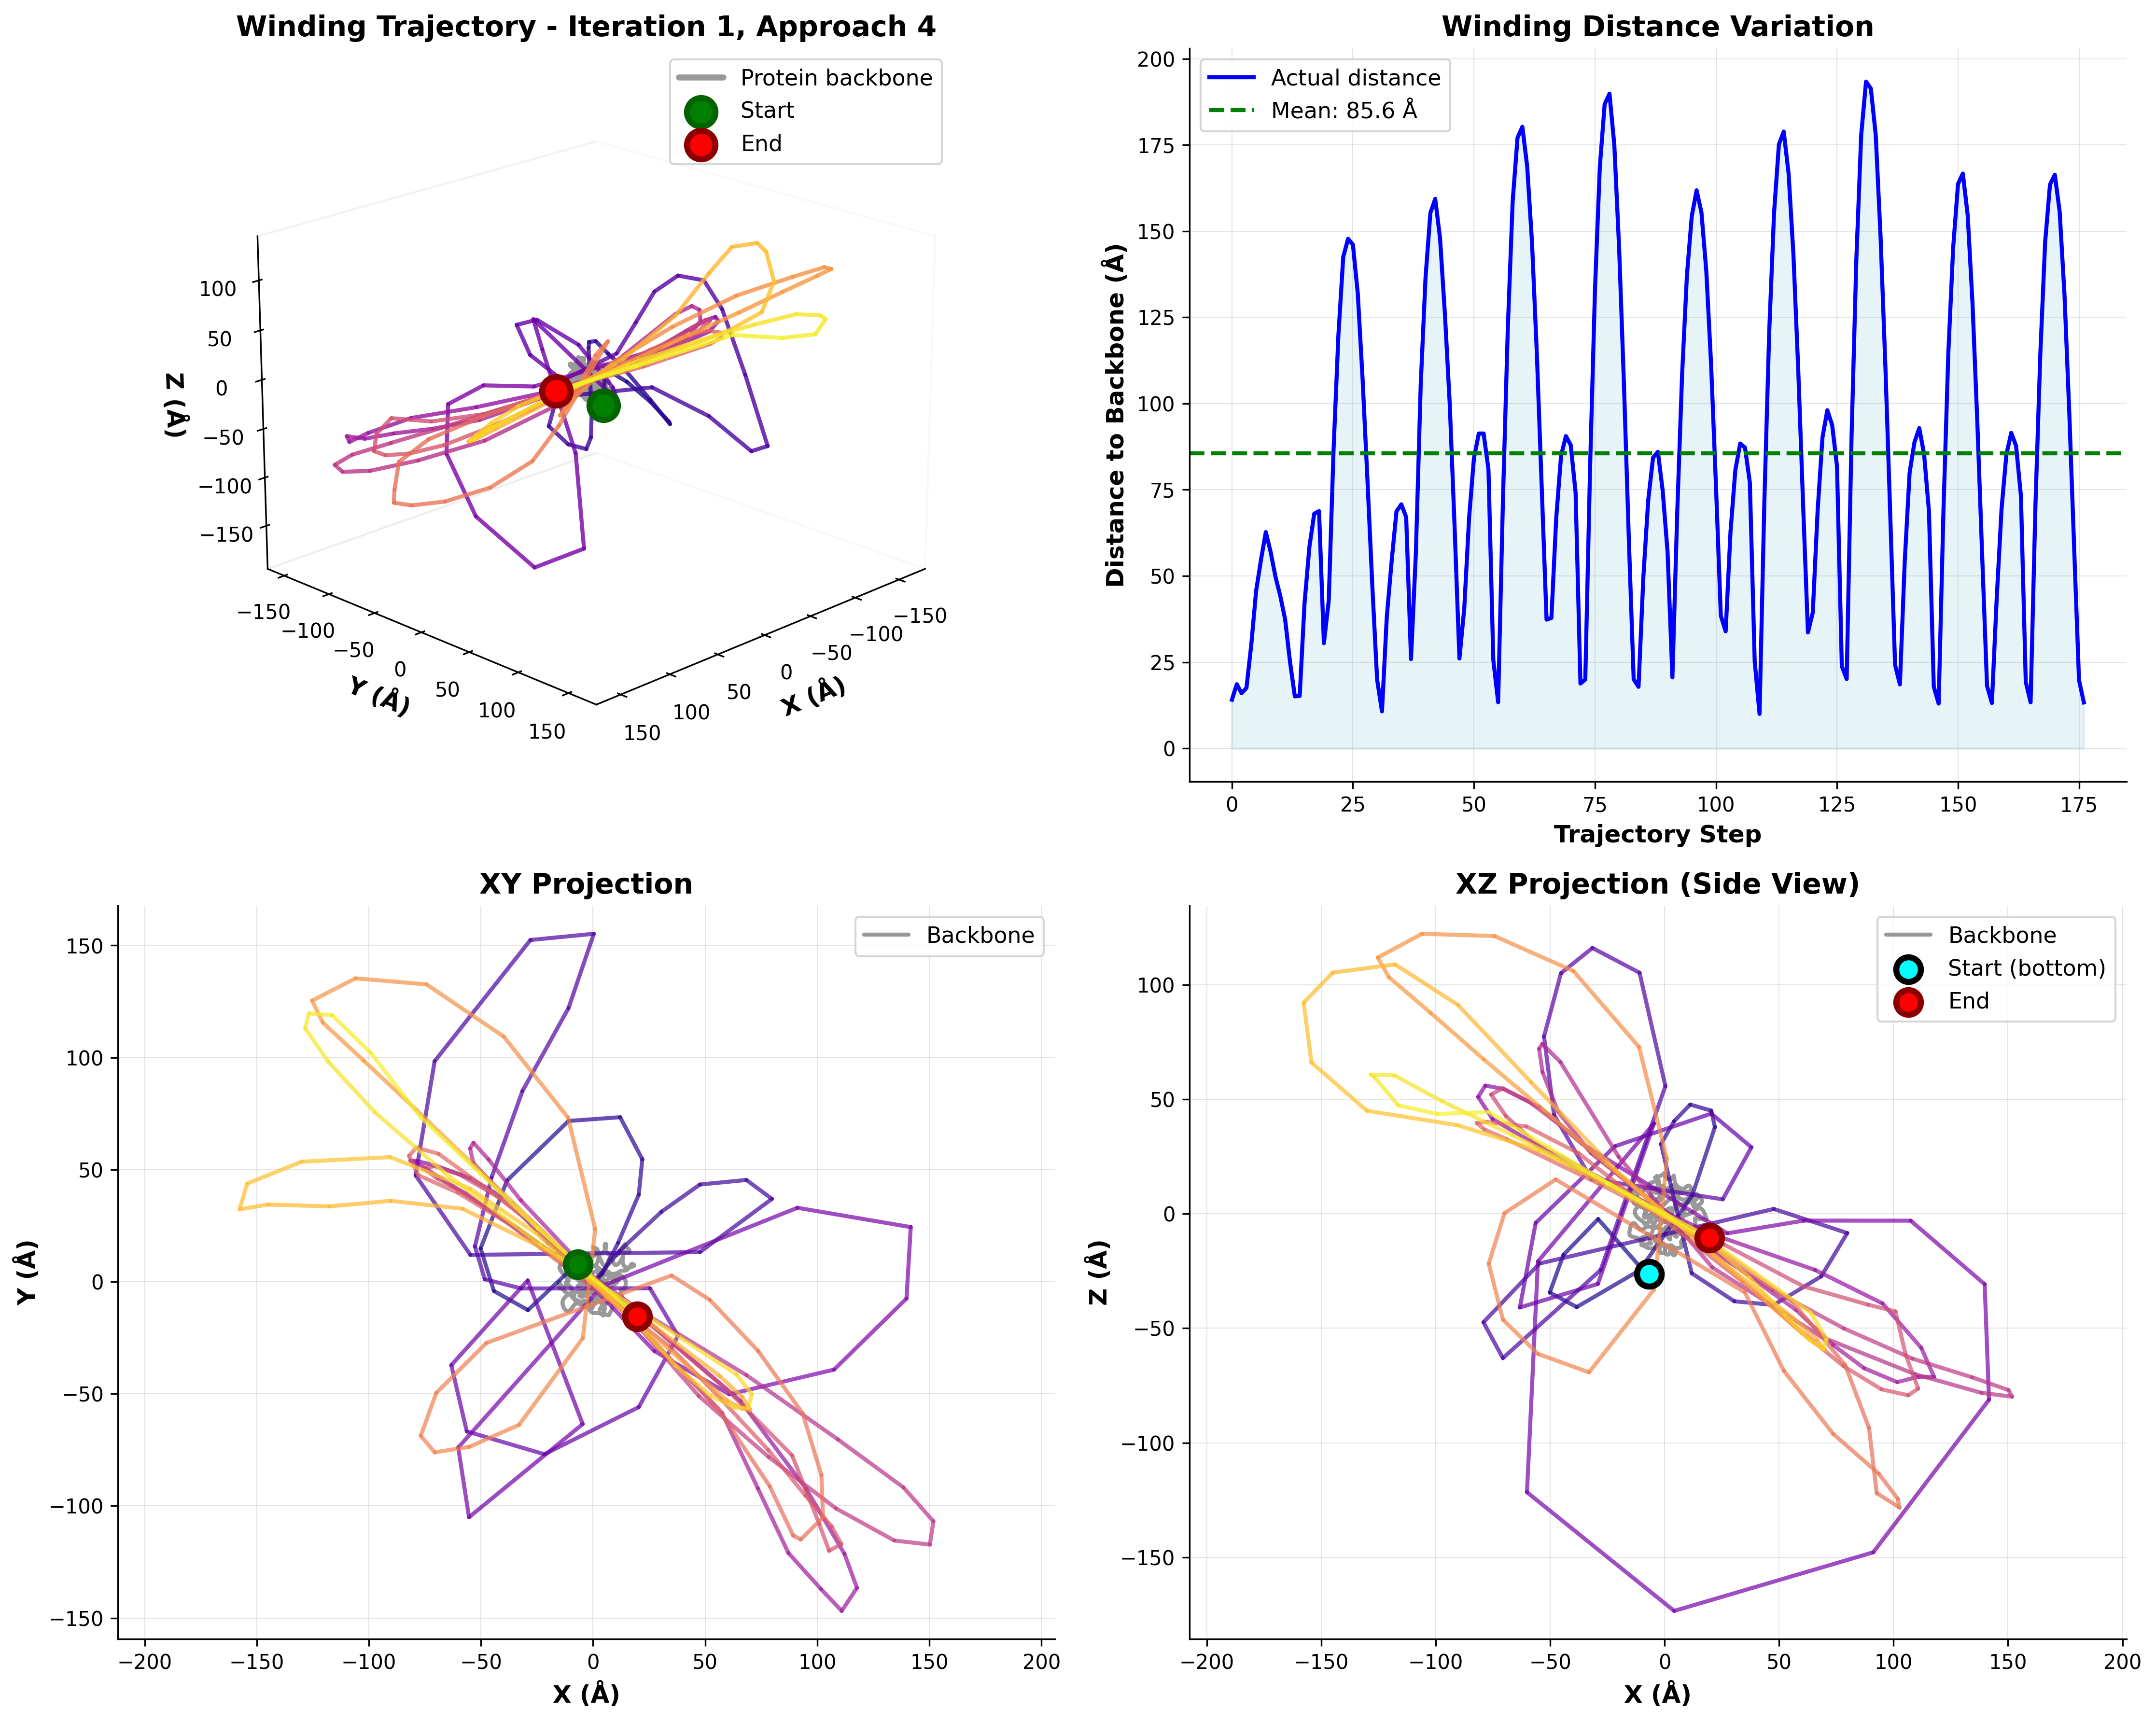 Winding Trajectory - Iteration 1, Approach 4
Protein backbone
Start
End
100
50
0
−50
−100
−150
Z (Å)
−150
−100
−50
0
50
100
150
Y (Å)
150
100
50
0
−50
−100
−150
X (Å)
Winding Distance Variation
Actual distance
Mean: 85.6 Å
200
175
150
125
100
75
50
25
0
Distance to Backbone (Å)
0 25 50 75 100 125 150 175
Trajectory Step
XY Projection
Backbone
150
100
50
0
−50
−100
−150
Y (Å)
−200 −150 −100 −50 0 50 100 150 200
X (Å)
XZ Projection (Side View)
Backbone
Start (bottom)
End
100
50
0
−50
−100
−150
Z (Å)
−200 −150 −100 −50 0 50 100 150 200
X (Å)